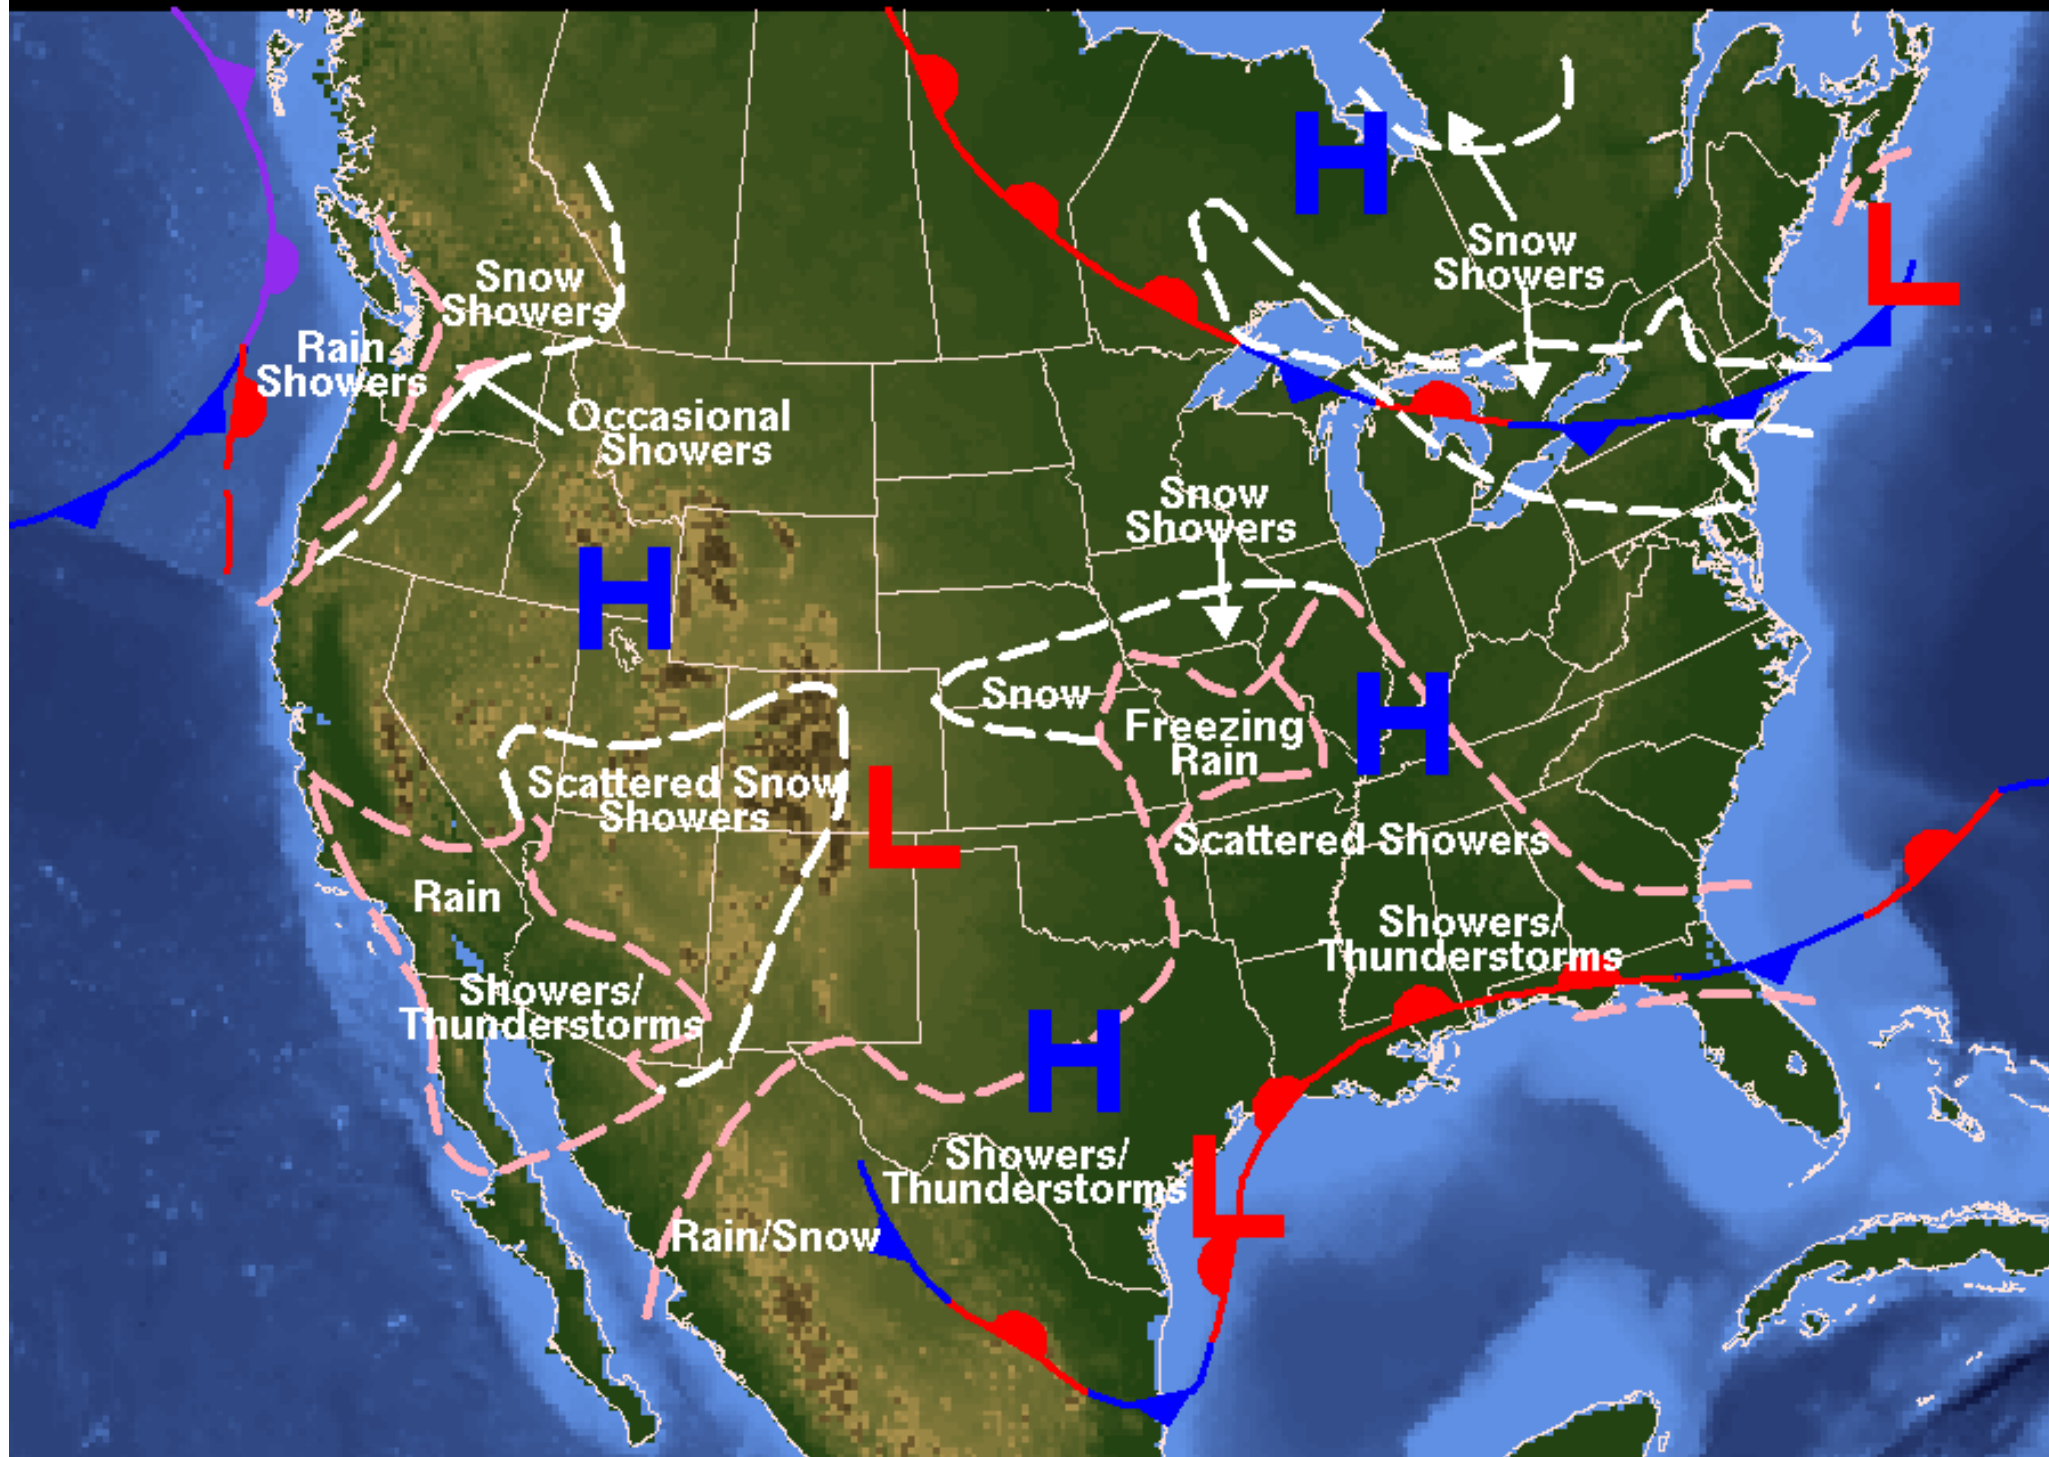 H
Snow
Showers
L
Snow
Showers
Rain
Showers
Occasional
Showers
Snow
Showers
H
Snow
H
Freezing
Rain
Scattered Snow
Showers
L
Scattered Showers
Rain
Showers/
Thunderstorms
Showers/
Thunderstorms
H
Showers/
Thunderstorms
L
Rain/Snow